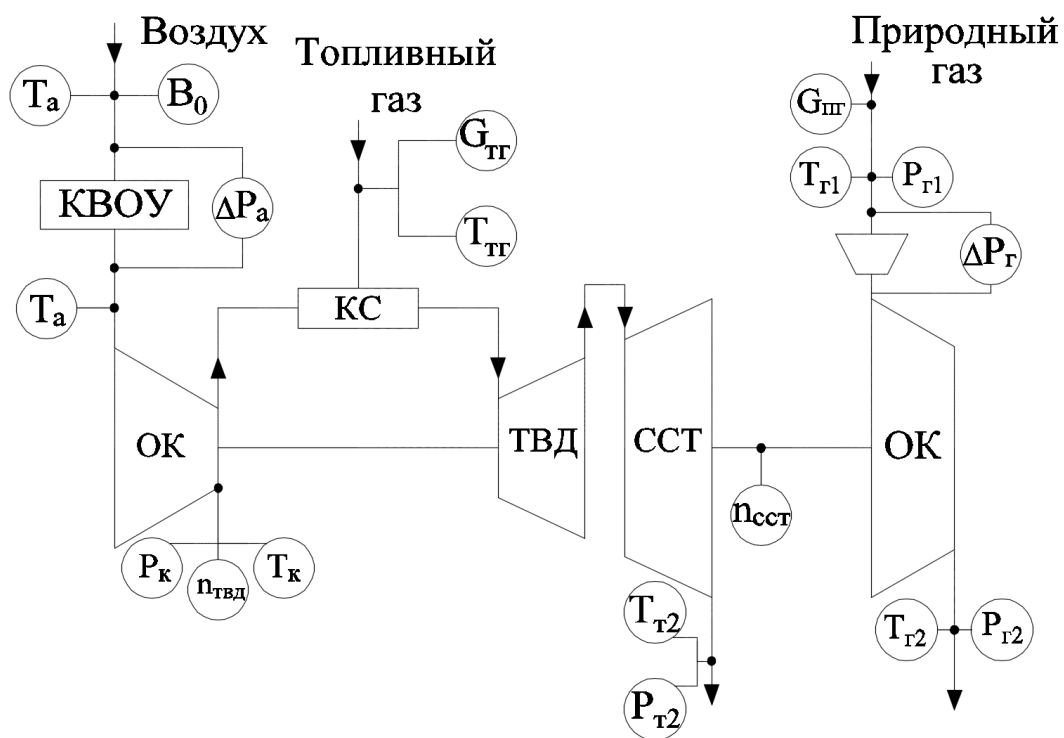 Воздух
Топливный
газ
Природный
газ
Tа
B₀
Gпг
Gтг
Tг1
Pг1
КВОУ
ΔPа
Tтг
ΔPг
Tа
КС
ОК
ТВД
ССТ
ОК
nсст
Pк
Tк
nтвд
Tт2
Tг2
Pг2
Pт2